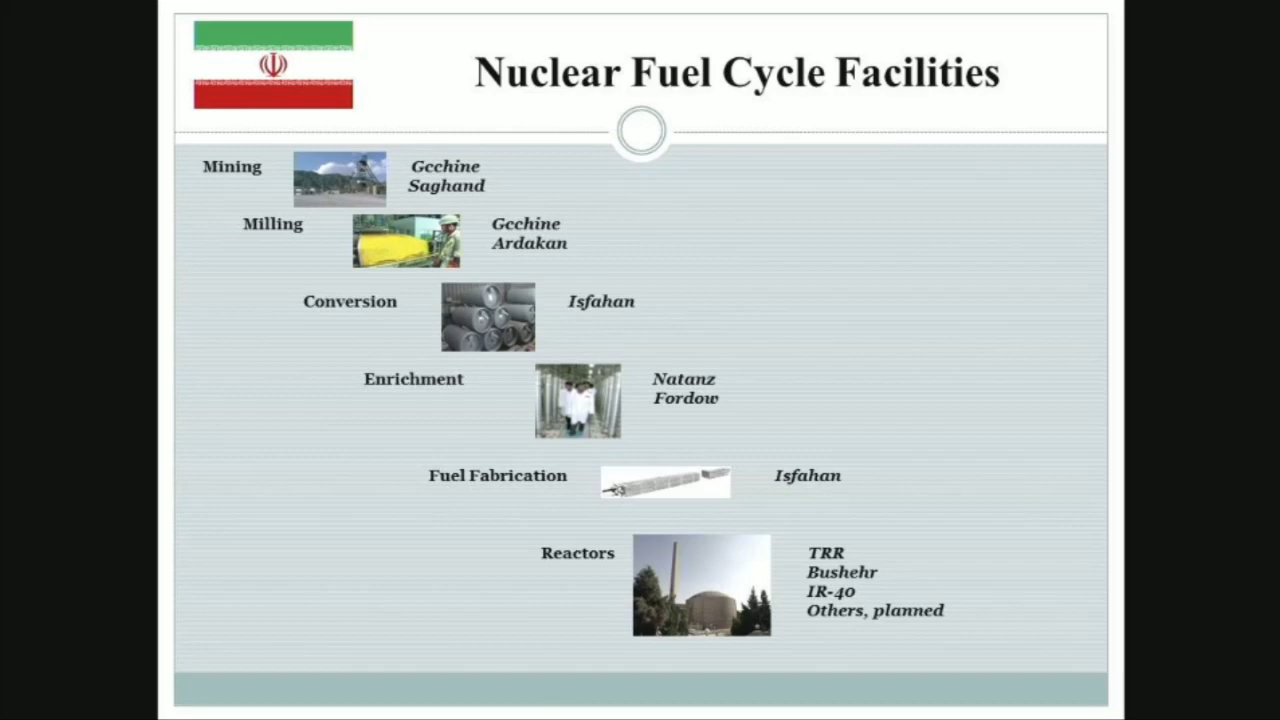 Nuclear Fuel Cycle Facilities
Mining
Gcchine
Saghand
Milling
Gcchine
Ardakan
Conversion
Isfahan
Enrichment
Natanz
Fordow
Fuel Fabrication
Isfahan
Reactors
TRR
Bushehr
IR-40
Others, planned